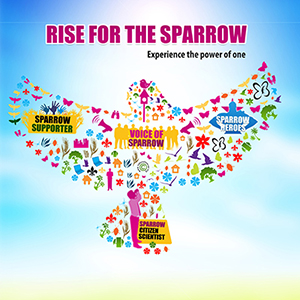 RISE FOR THE SPARROW
Experience the power of one
SPARROW
SUPPORTER
VOICE OF
SPARROW
SPARROW
HEROES
SPARROW
CITIZEN
SCIENTIST